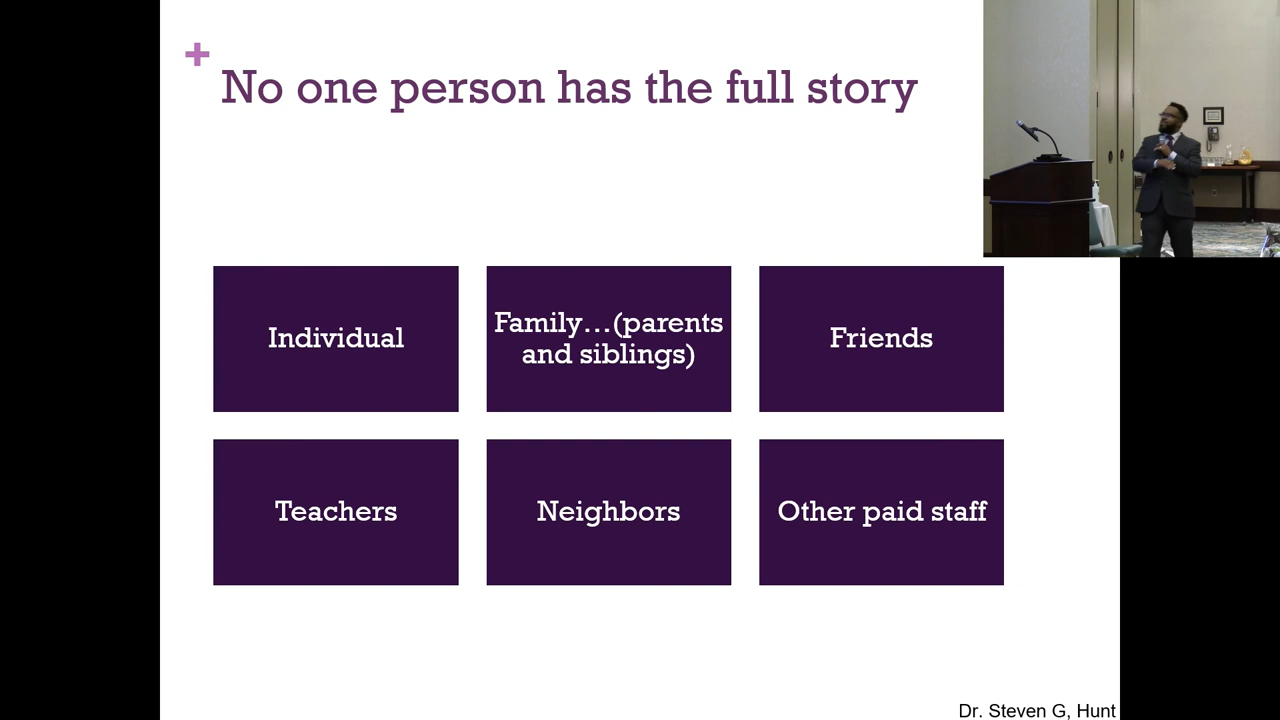 +
No one person has the full story
Individual
Family...(parents
and siblings)
Friends
Teachers
Neighbors
Other paid staff
Dr. Steven G, Hunt